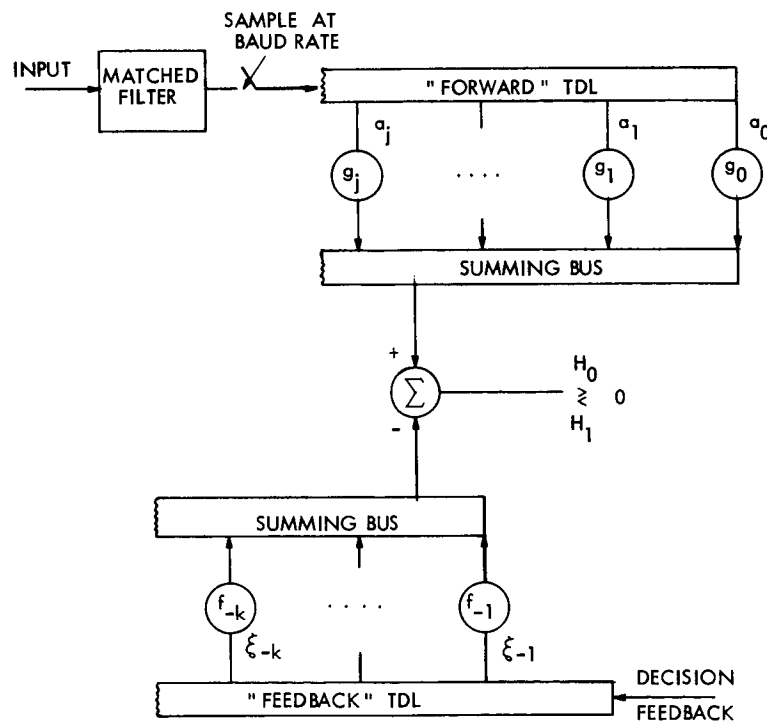 SAMPLE AT
BAUD RATE
INPUT
MATCHED
FILTER
"FORWARD" TDL
a_j
a_1
a_0
g_j
....
g_1
g_0
SUMMING BUS
+
Σ
-
H_0
≷ 0
H_1
SUMMING BUS
f_-k
....
f_-1
ξ_-k
ξ_-1
DECISION
"FEEDBACK" TDL
FEEDBACK